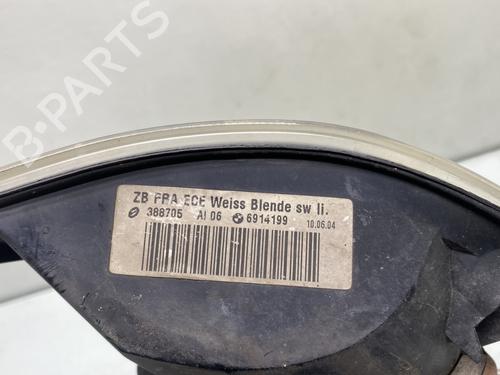 B-PARTS
ZB FRA ECE Weiss Blende sw li.
388705 AI 06 6914199 10.06.04